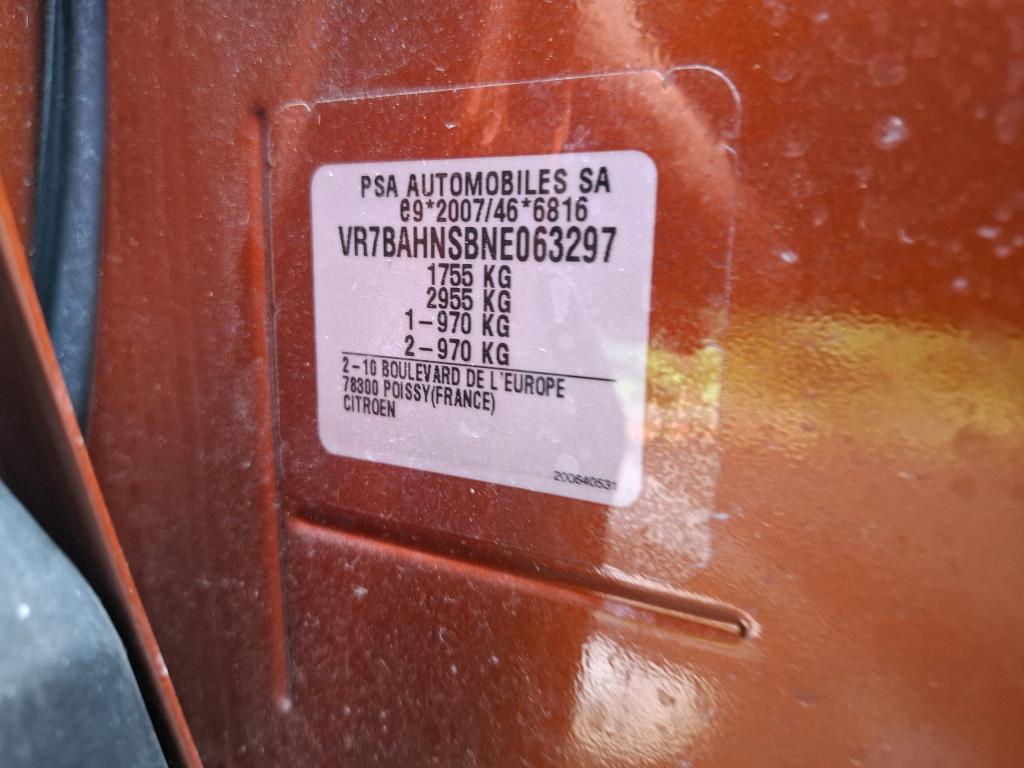 PSA AUTOMOBILES SA
e9*2007/46*6816
VR7BAHNSBNE063297
1755 KG
2955 KG
1-970 KG
2-970 KG
2-10 BOULEVARD DE L'EUROPE
78300 POISSY(FRANCE)
CITROEN
200640531